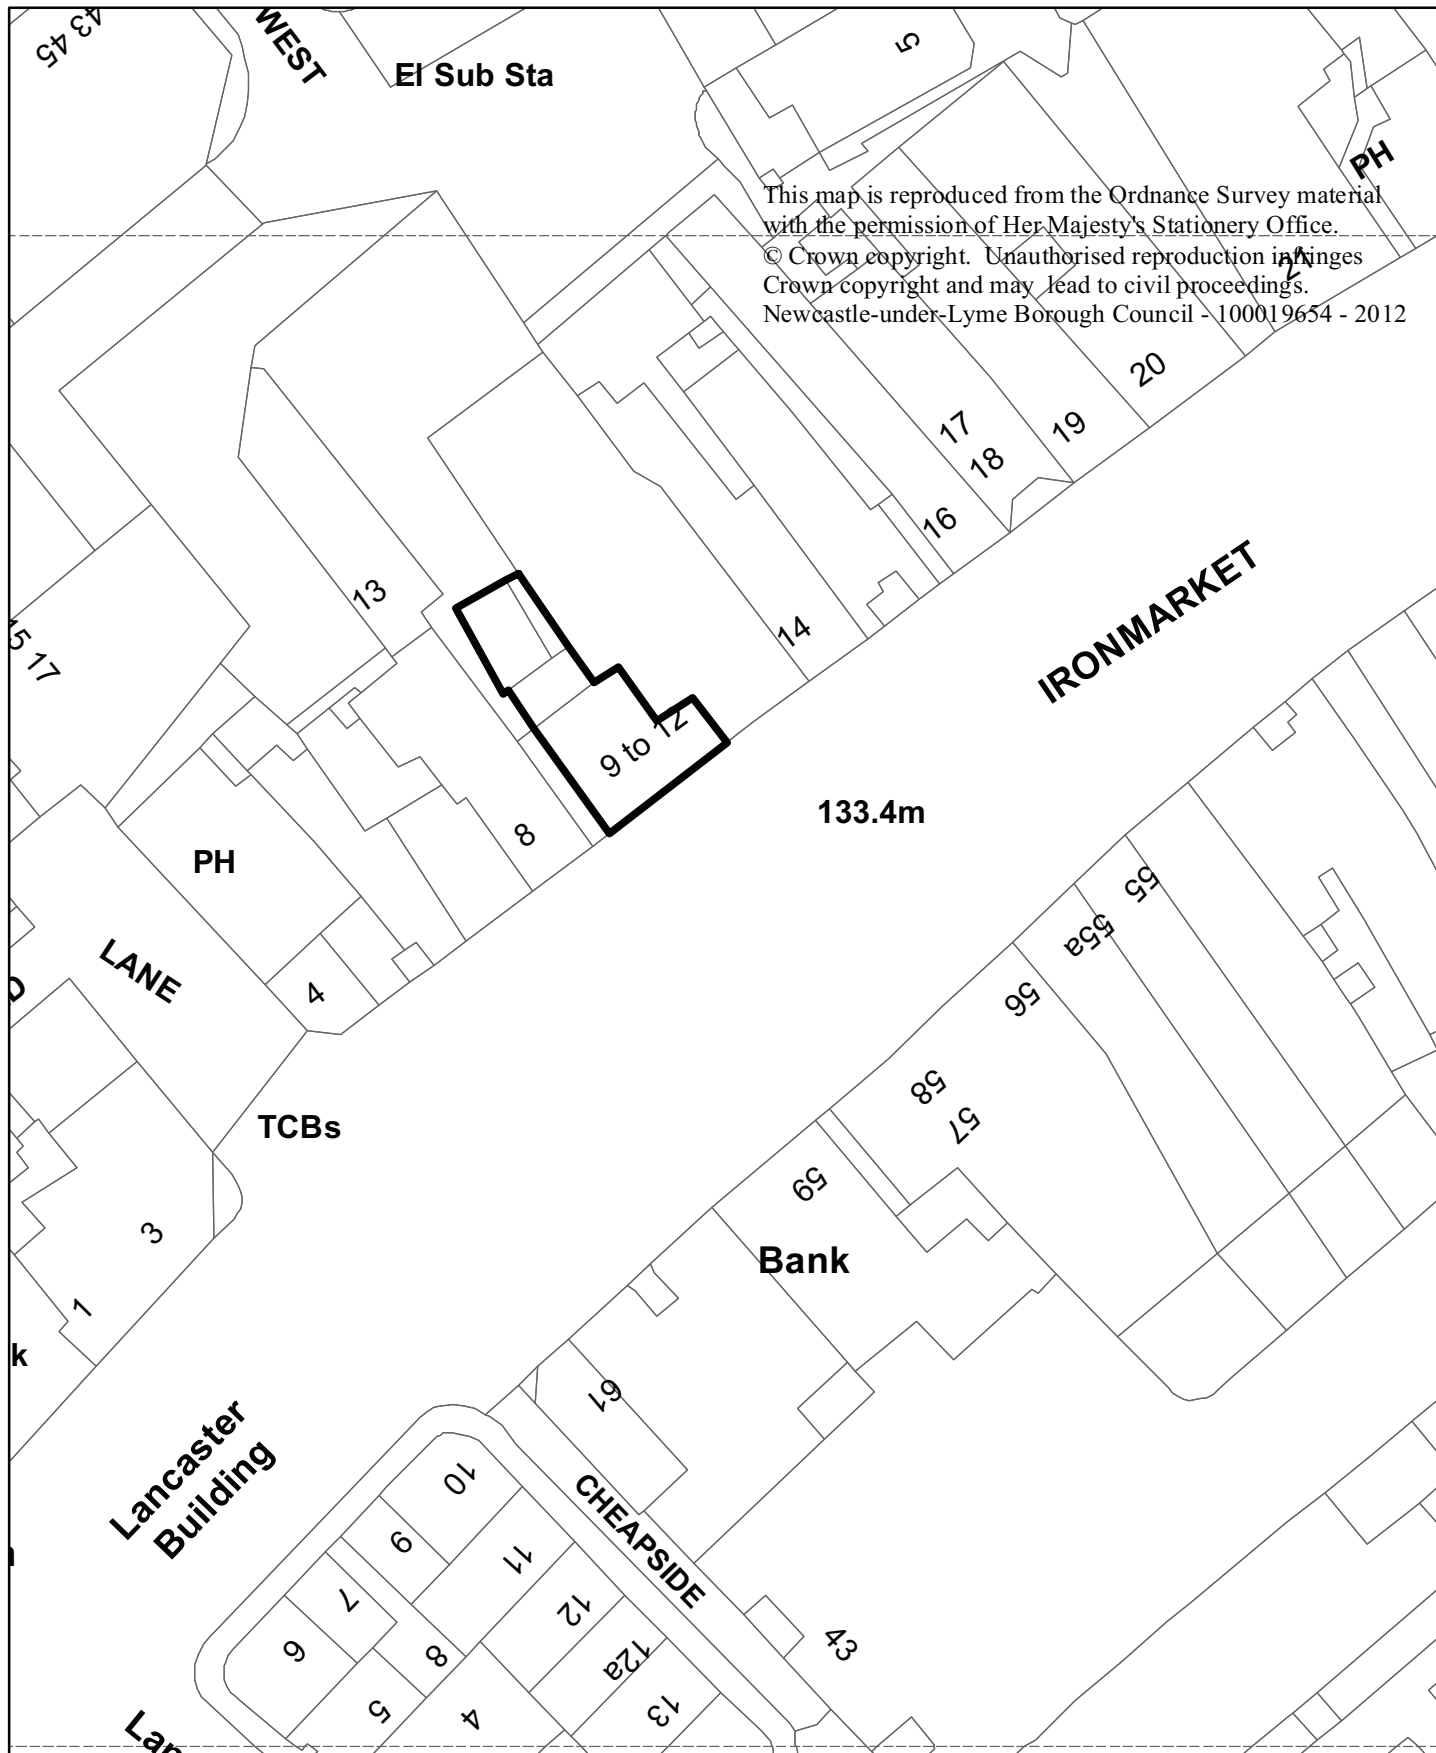 43 45
WEST
El Sub Sta
5
PH
This map is reproduced from the Ordnance Survey material
with the permission of Her Majesty's Stationery Office.
© Crown copyright. Unauthorised reproduction infringes
Crown copyright and may lead to civil proceedings.
Newcastle-under-Lyme Borough Council - 100019654 - 2012
21
20
19
17
18
16
14
13
15 17
IRONMARKET
9 to 12
8
133.4m
PH
LANE
4
55
55a
56
58
57
59
TCBs
3
1
k
Bank
61
Lancaster
Building
CHEAPSIDE
10
9
11
7
12
6
8
12a
43
5
4
13